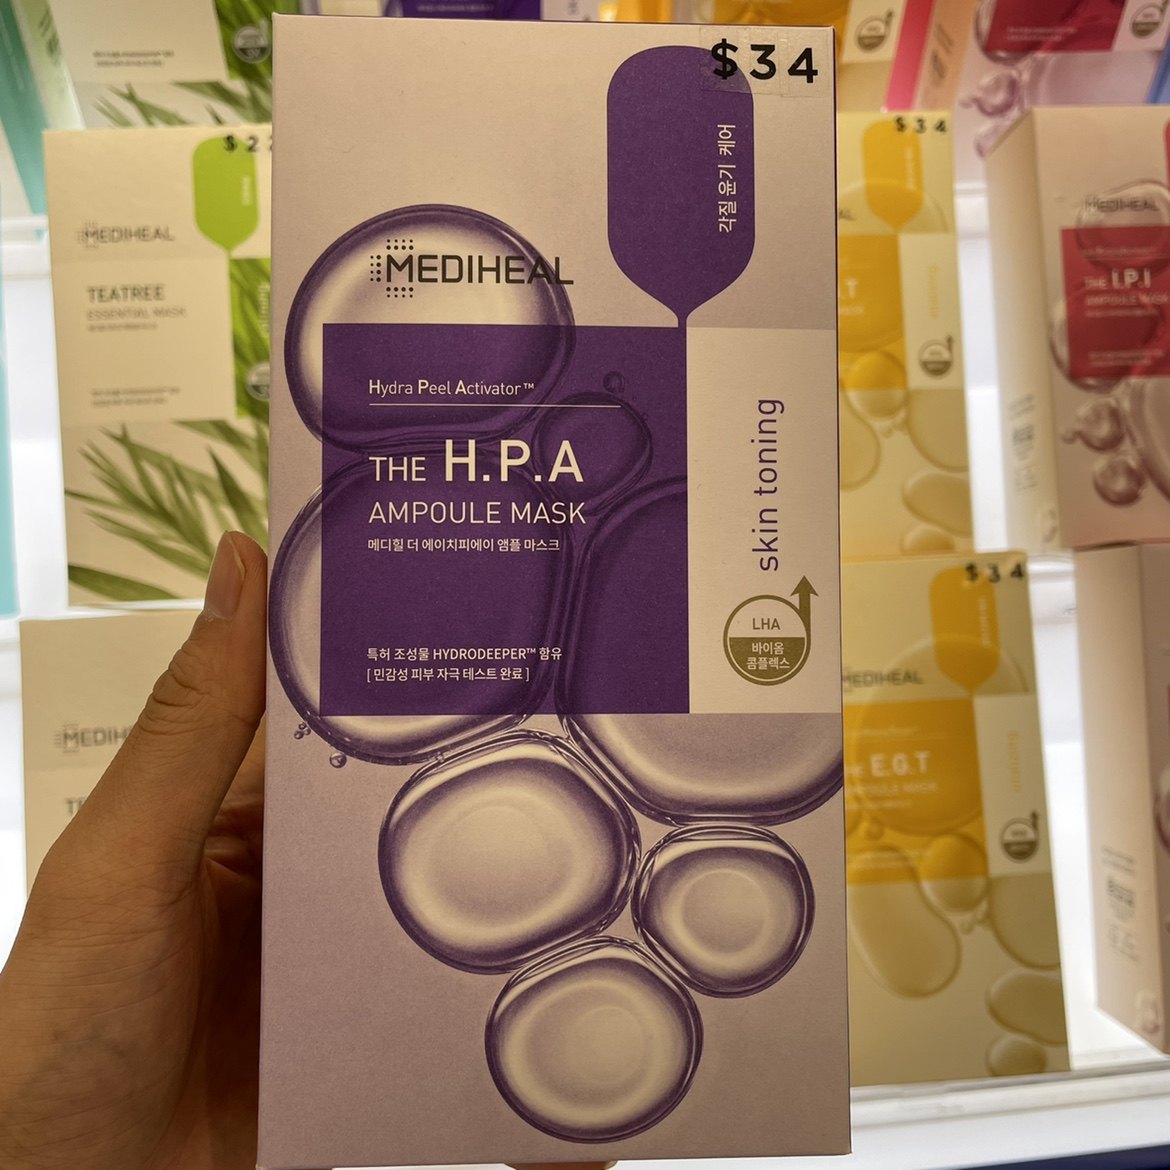 $34
각질 윤기 케어
MEDIHEAL
Hydra Peel Activator™
THE H.P.A
AMPOULE MASK
메디힐 더 에이치피에이 앰플 마스크
skin toning
LHA
바이옴
콤플렉스
특허 조성물 HYDRODEEPER™ 함유
[ 민감성 피부 자극 테스트 완료 ]
$ 2
MEDIHEAL
TEATREE
ESSENTIAL MASK
MEDIH
$34
MEDIHEAL
THE I.P.I
AMPOULE MASK
$34
MEDIHEAL
E.G.T